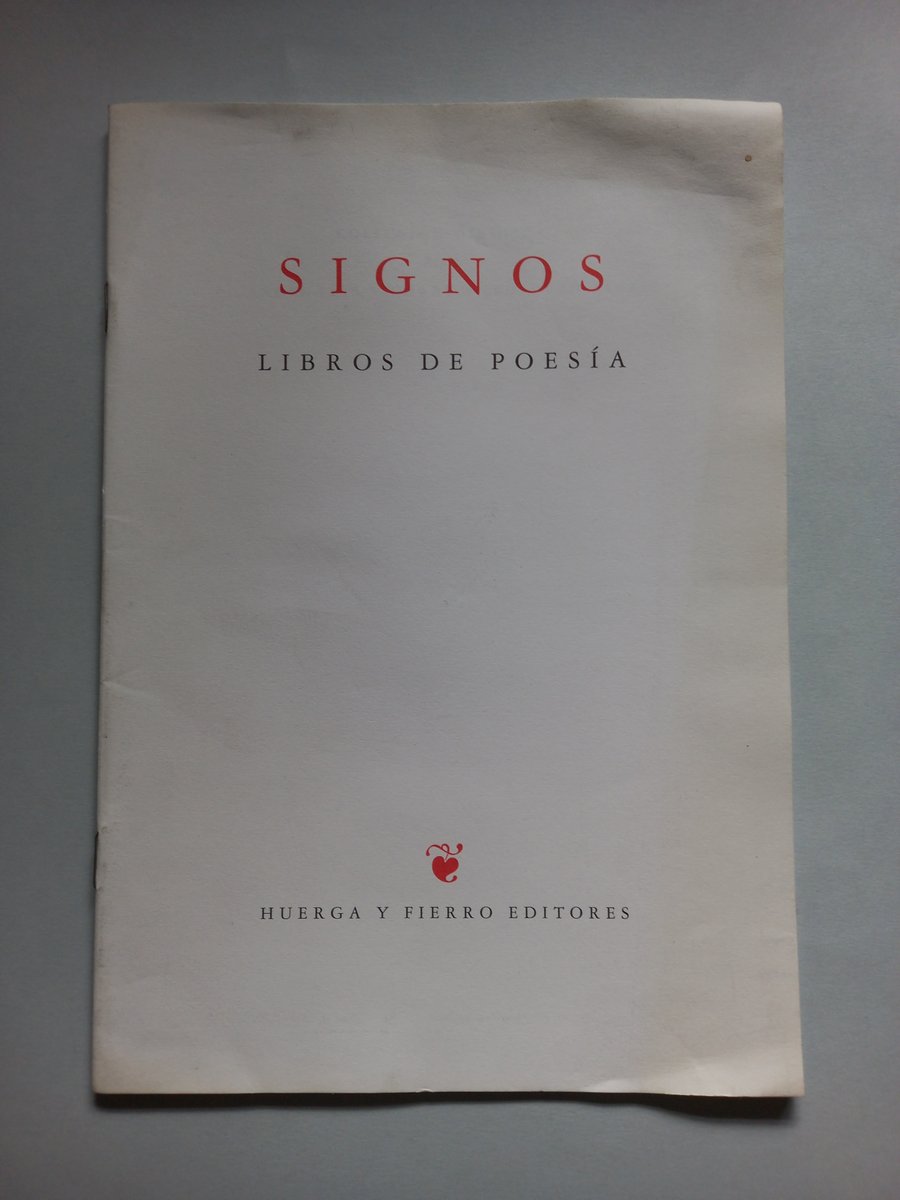 SIGNOS
LIBROS DE POESÍA
HUERGA Y FIERRO EDITORES